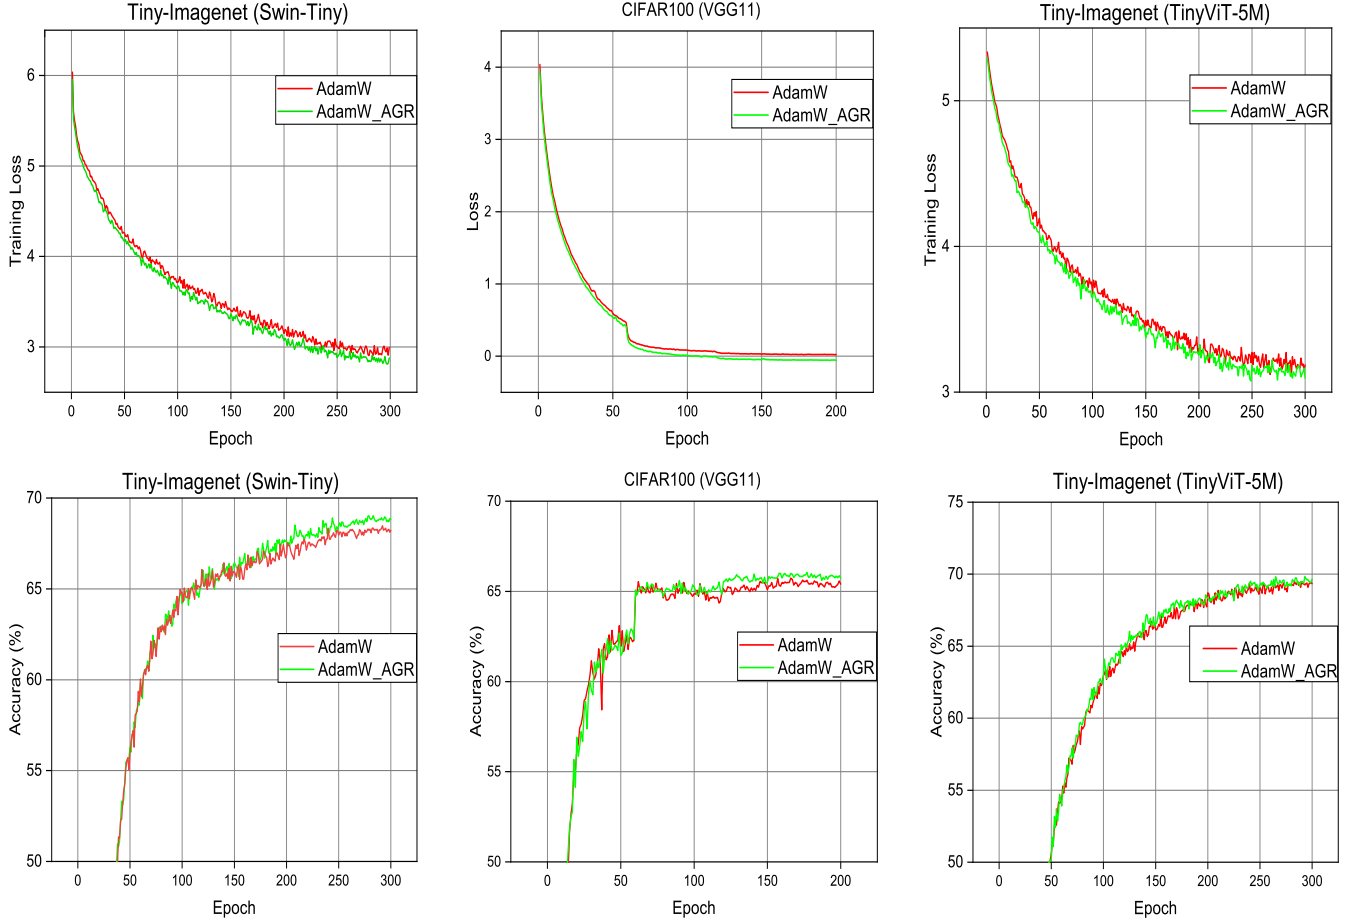 Tiny-Imagenet (Swin-Tiny)
6
5
4
3
Training Loss
AdamW
AdamW_AGR
0 50 100 150 200 250 300
Epoch
CIFAR100 (VGG11)
4
3
2
1
0
Loss
AdamW
AdamW_AGR
0 50 100 150 200
Epoch
Tiny-Imagenet (TinyViT-5M)
5
4
3
Training Loss
AdamW
AdamW_AGR
0 50 100 150 200 250 300
Epoch
Tiny-Imagenet (Swin-Tiny)
70
65
60
55
50
Accuracy (%)
AdamW
AdamW_AGR
0 50 100 150 200 250 300
Epoch
CIFAR100 (VGG11)
70
65
60
55
50
Accuracy (%)
AdamW
AdamW_AGR
0 50 100 150 200
Epoch
Tiny-Imagenet (TinyViT-5M)
75
70
65
60
55
50
Accuracy (%)
AdamW
AdamW_AGR
0 50 100 150 200 250 300
Epoch